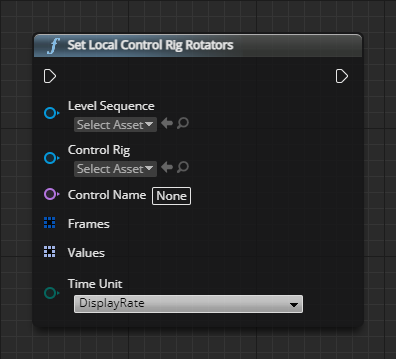 f Set Local Control Rig Rotators
Level Sequence
Select Asset
Control Rig
Select Asset
Control Name None
Frames
Values
Time Unit
DisplayRate